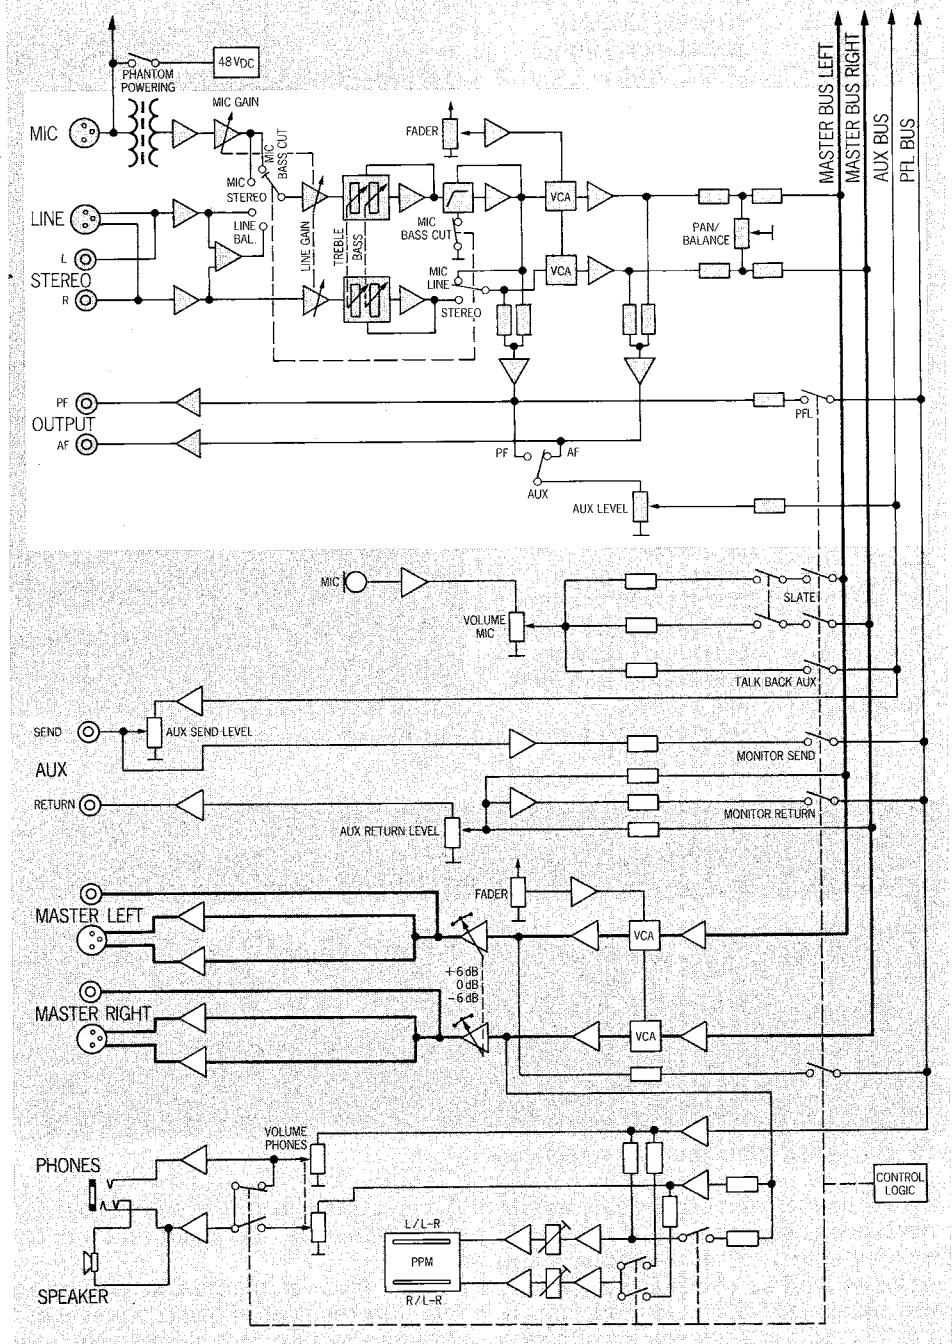 48VDC
PHANTOM
POWERING
MIC GAIN
MIC
MIC
BASS CUT
FADER
MIC
STEREO
LINE
BAL.
LINE
L
STEREO
R
LINE GAIN
TREBLE
BASS
MIC
BASS CUT
MIC
LINE
STEREO
VCA
VCA
PAN/
BALANCE
MASTER BUS LEFT
MASTER BUS RIGHT
AUX BUS
PFL BUS
PF
OUTPUT
AF
PFL
PF
AF
AUX
AUX LEVEL
MIC
VOLUME
MIC
SLATE
TALK BACK AUX
SEND
AUX SEND LEVEL
AUX
MONITOR SEND
RETURN
AUX RETURN LEVEL
MONITOR RETURN
FADER
MASTER LEFT
VCA
+6 dB
0 dB
-6 dB
MASTER RIGHT
VCA
VOLUME
PHONES
PHONES
CONTROL
LOGIC
L/L-R
PPM
R/L-R
SPEAKER